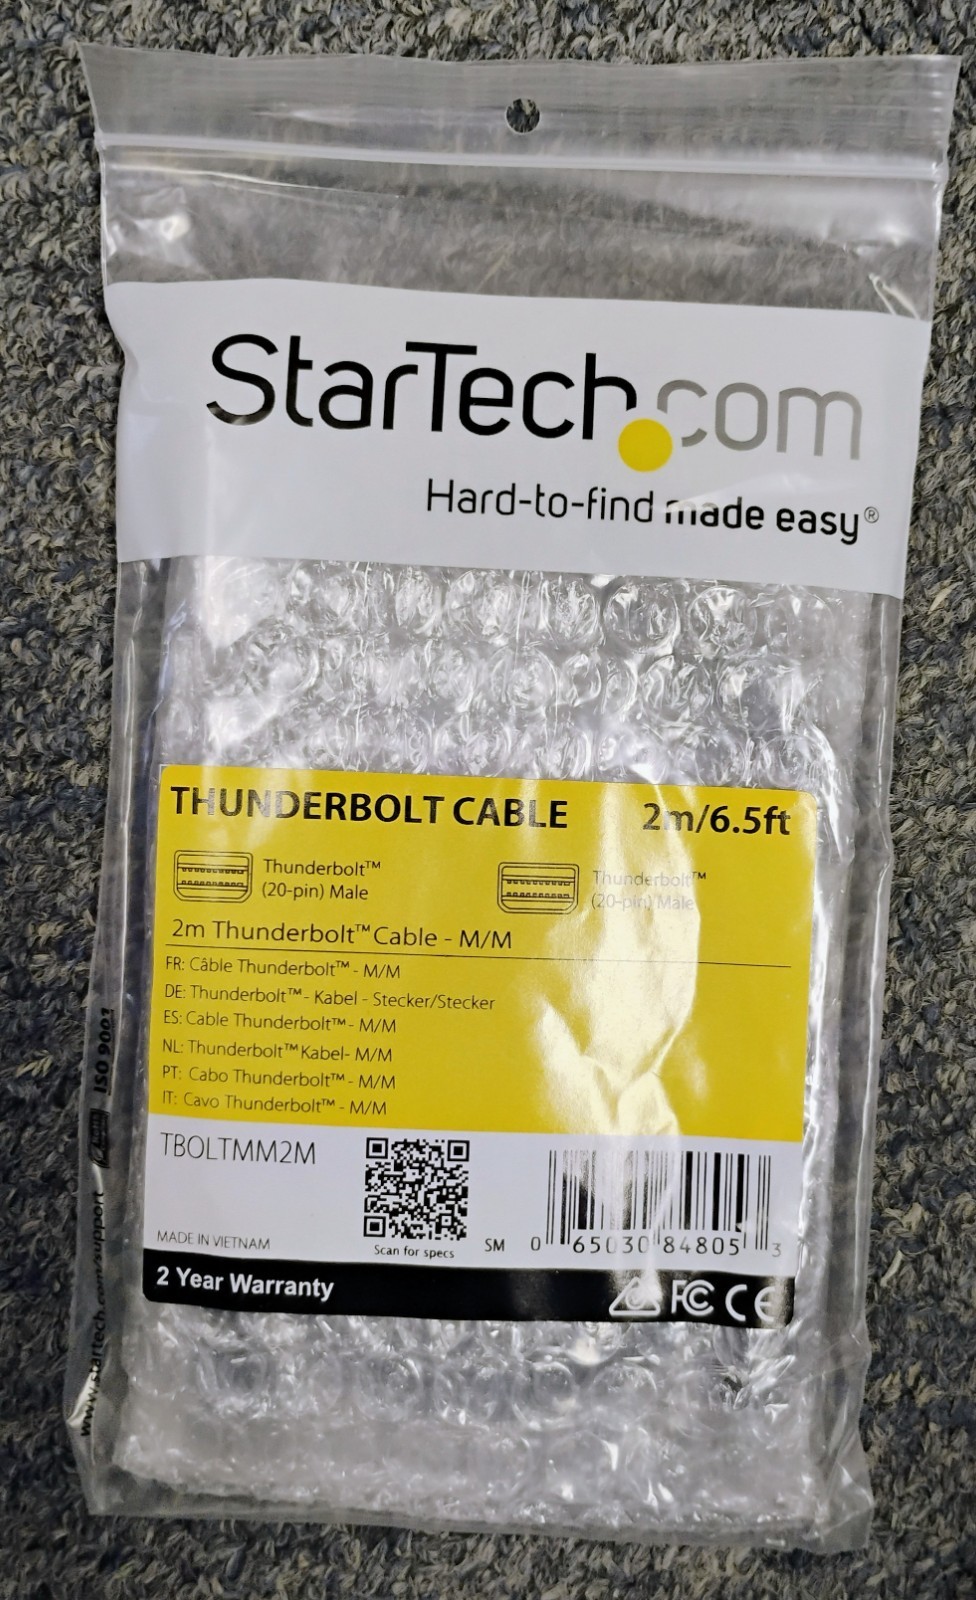 StarTech.com
Hard-to-find made easy®
THUNDERBOLT CABLE 2m/6.5ft
Thunderbolt™ (20-pin) Male
Thunderbolt™ (20-pin) Male
2m Thunderbolt™ Cable - M/M
FR: Câble Thunderbolt™ - M/M
DE: Thunderbolt™ - Kabel - Stecker/Stecker
ES: Cable Thunderbolt™ - M/M
NL: Thunderbolt™ Kabel- M/M
PT: Cabo Thunderbolt™ - M/M
IT: Cavo Thunderbolt™ - M/M
TBOLTMM2M
MADE IN VIETNAM
Scan for specs
SM
0 65030 84805 3
2 Year Warranty
FC CE
ISO 9001
www.startech.com/support